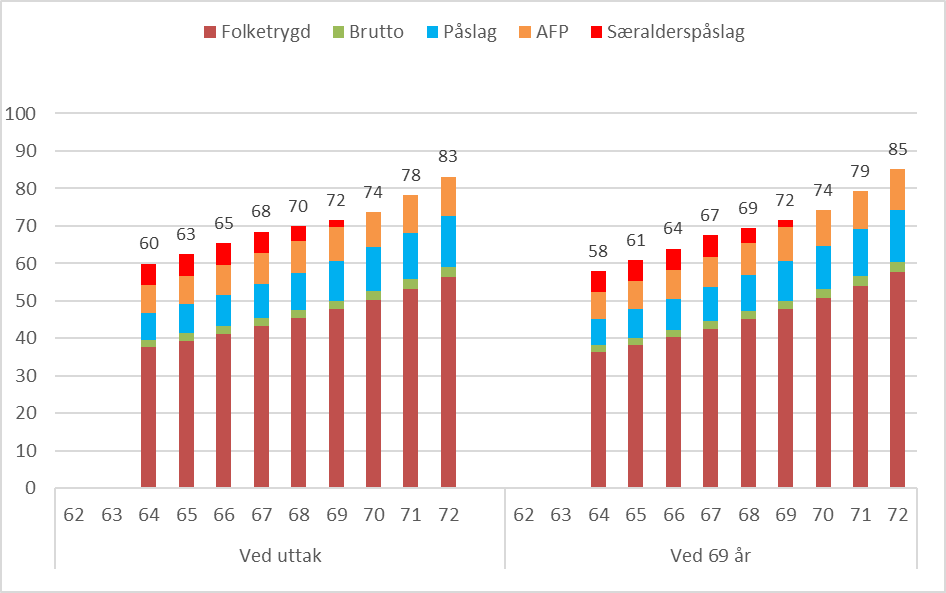 Folketrygd Brutto Påslag AFP Særalderspåslag
100
90
80
70
60
50
40
30
20
10
0
60 63 65 68 70 72 74 78 83
58 61 64 67 69 72 74 79 85
62 63 64 65 66 67 68 69 70 71 72 62 63 64 65 66 67 68 69 70 71 72
Ved uttak Ved 69 år